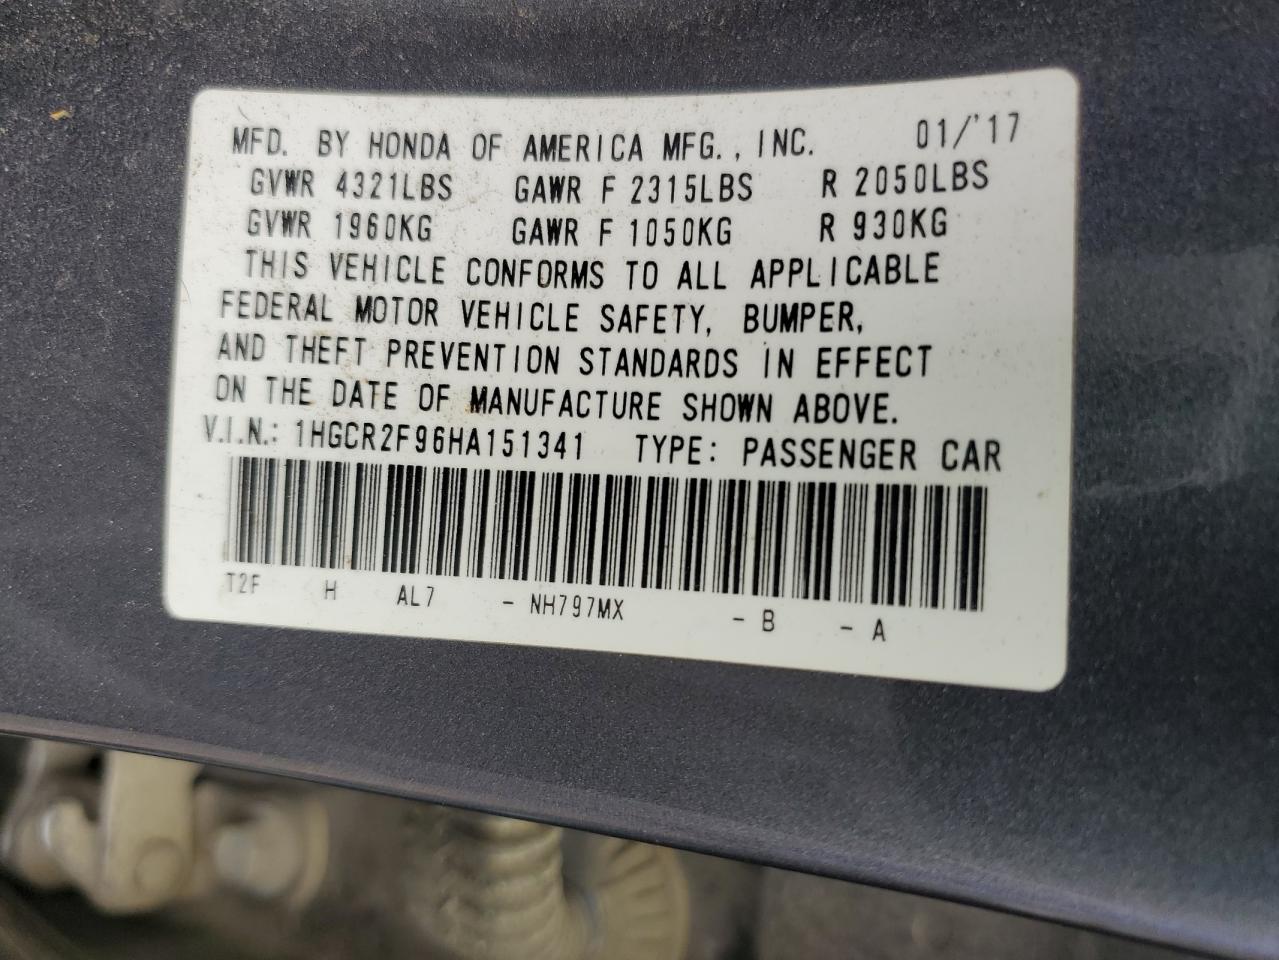 MFD. BY HONDA OF AMERICA MFG., INC. 01/'17
GVWR 4321LBS GAWR F 2315LBS R 2050LBS
GVWR 1960KG GAWR F 1050KG R 930KG
THIS VEHICLE CONFORMS TO ALL APPLICABLE
FEDERAL MOTOR VEHICLE SAFETY, BUMPER,
AND THEFT PREVENTION STANDARDS IN EFFECT
ON THE DATE OF MANUFACTURE SHOWN ABOVE.
V.I.N.: 1HGCR2F96HA151341 TYPE: PASSENGER CAR
T2F H AL7 - NH797MX - B - A